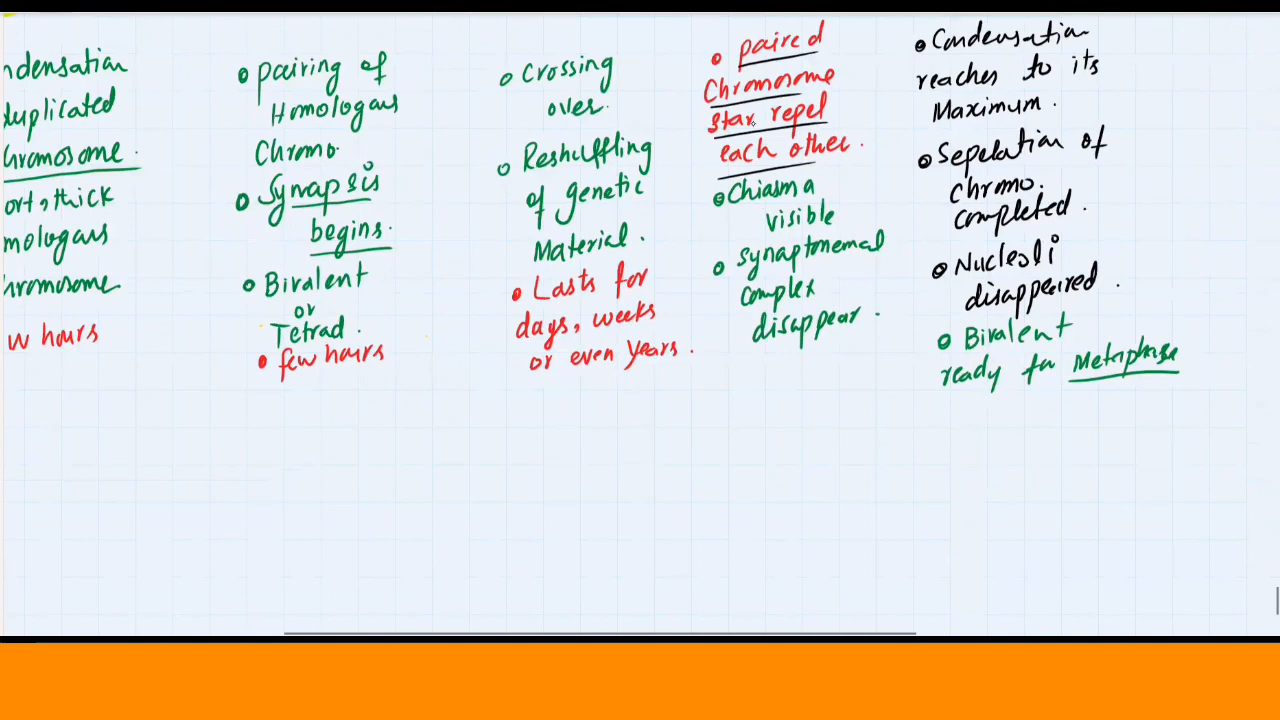 ndensation
duplicated
hromosome.
ort, thick
mologous
hromosome
w hours
• pairing of
Homologous
Chromo.
• Synapsis
begins.
• Bivalent
or
Tetrad.
• few hours
• Crossing
over.
• Reshuffling
of genetic
Material.
• Lasts for
days, weeks
or even years.
• paired
Chromosome
star repel
each other.
• Chiasma
visible
• Synaptonemal
complex
disappear.
• Condensation
reaches to its
Maximum.
• Sepelation of
chromo.
completed.
• Nucleoli
disappeired.
• Bivalent
ready for Metaphase